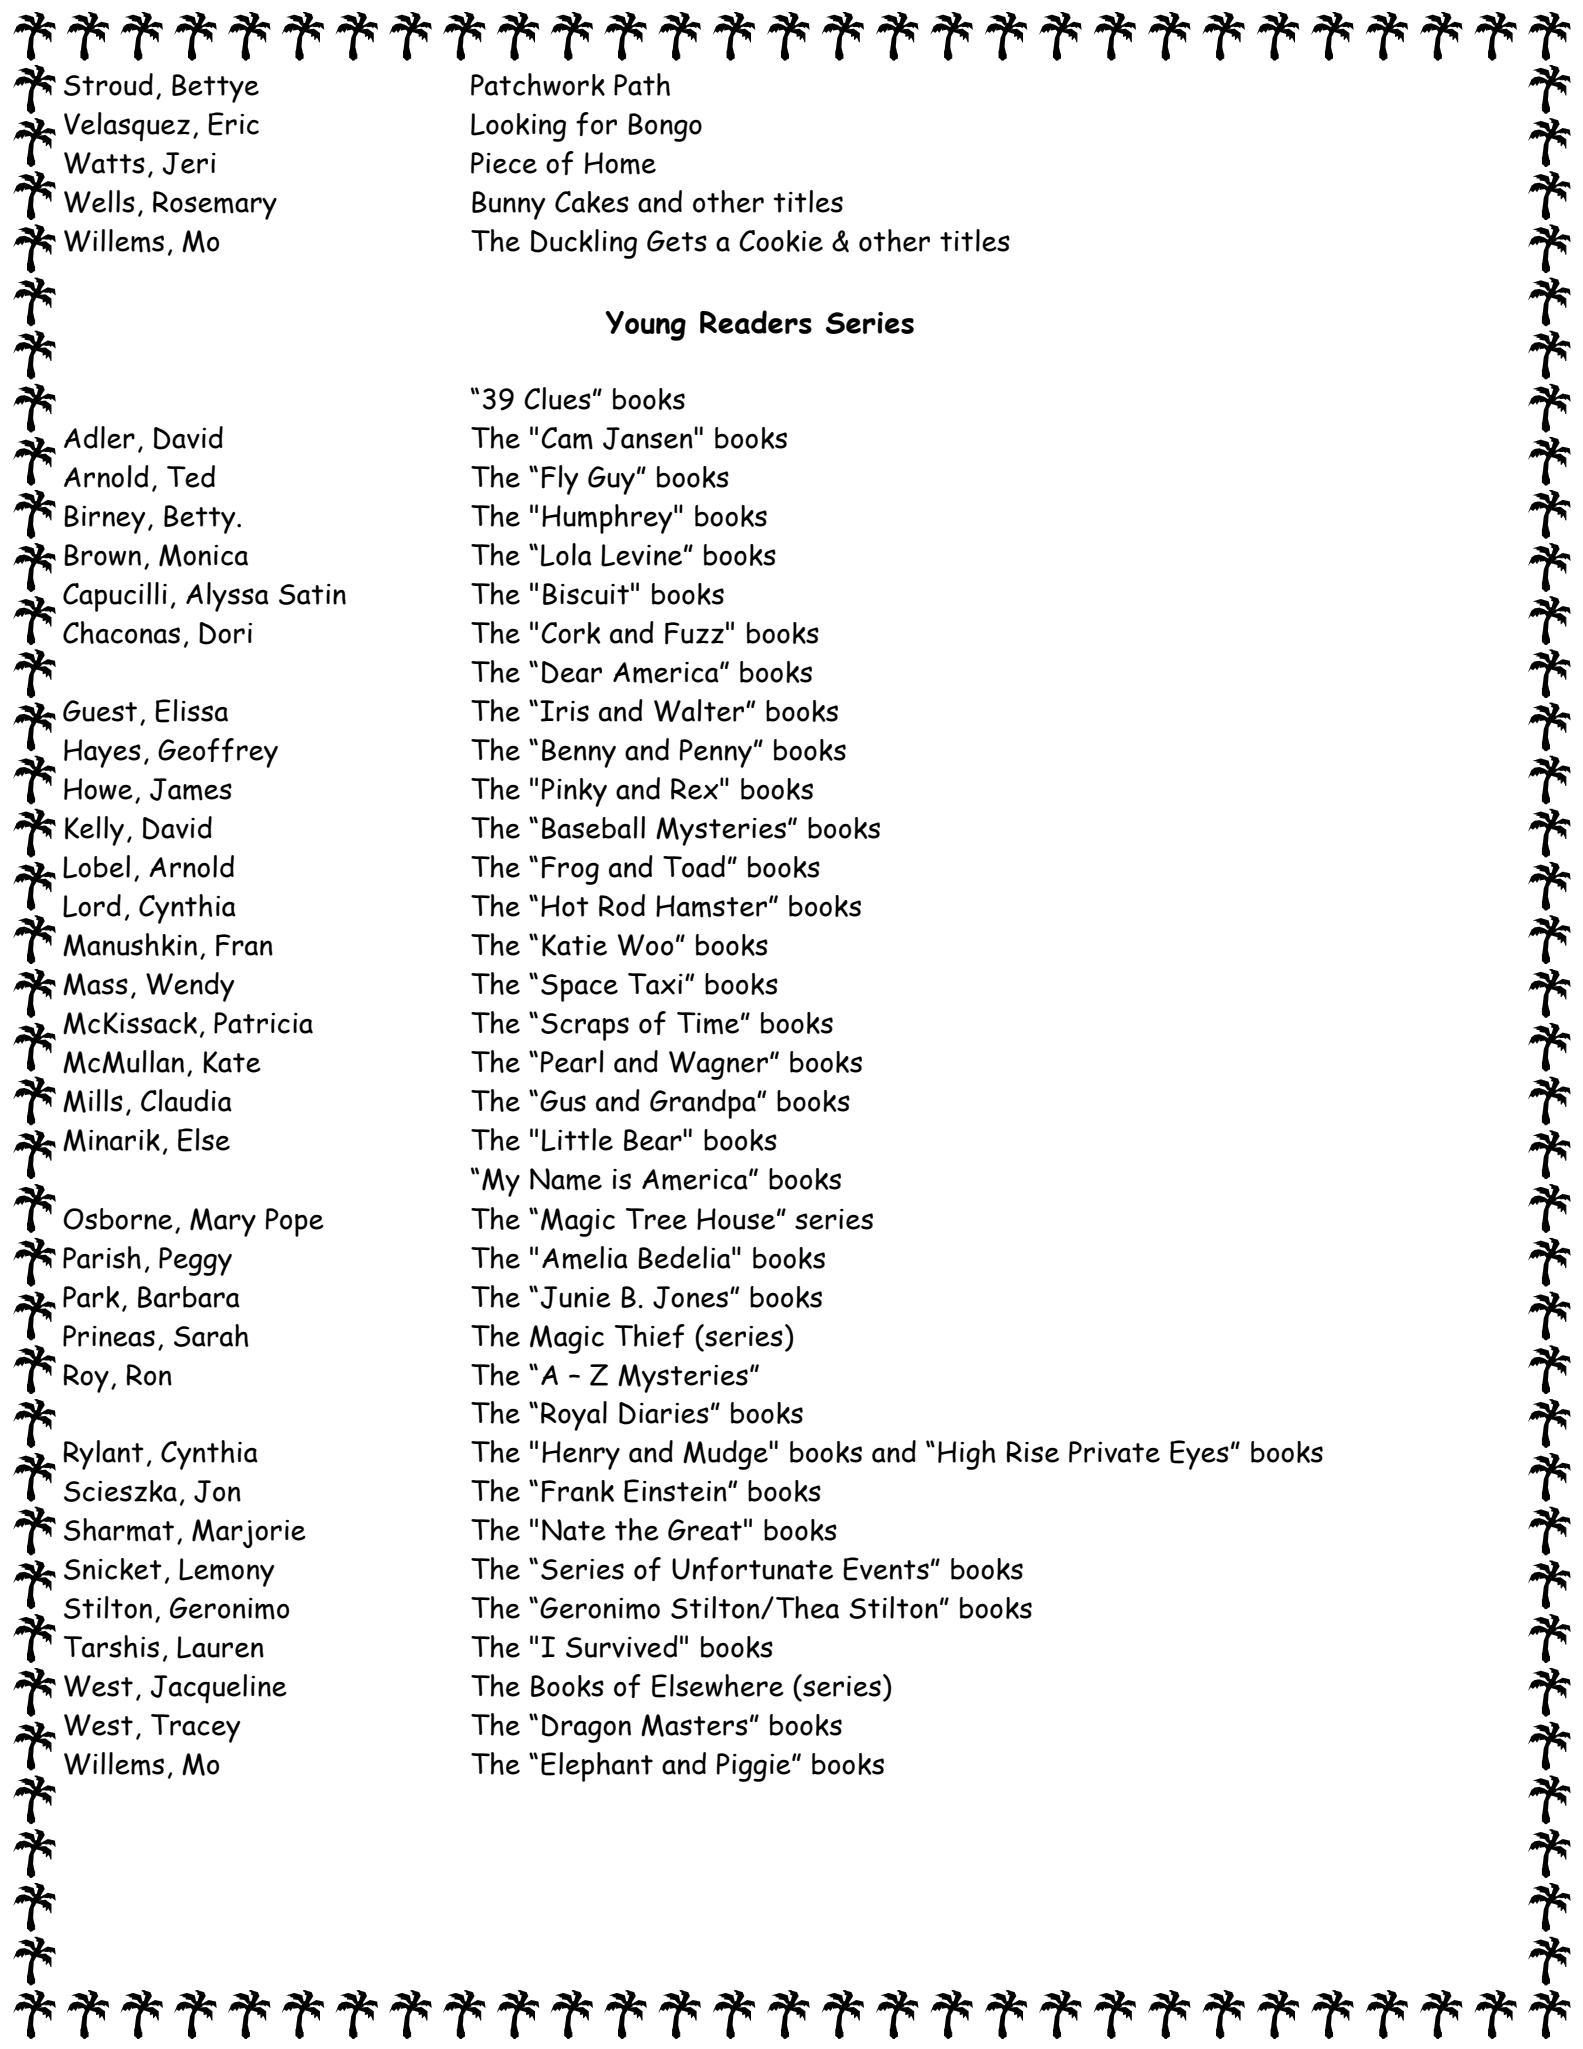 Stroud, Bettye Patchwork Path
Velasquez, Eric Looking for Bongo
Watts, Jeri Piece of Home
Wells, Rosemary Bunny Cakes and other titles
Willems, Mo The Duckling Gets a Cookie & other titles
Young Readers Series
“39 Clues” books
Adler, David The "Cam Jansen" books
Arnold, Ted The “Fly Guy” books
Birney, Betty. The "Humphrey" books
Brown, Monica The “Lola Levine” books
Capucilli, Alyssa Satin The "Biscuit" books
Chaconas, Dori The "Cork and Fuzz" books
The “Dear America” books
Guest, Elissa The “Iris and Walter” books
Hayes, Geoffrey The “Benny and Penny” books
Howe, James The "Pinky and Rex" books
Kelly, David The “Baseball Mysteries” books
Lobel, Arnold The “Frog and Toad” books
Lord, Cynthia The “Hot Rod Hamster” books
Manushkin, Fran The “Katie Woo” books
Mass, Wendy The “Space Taxi” books
McKissack, Patricia The “Scraps of Time” books
McMullan, Kate The “Pearl and Wagner” books
Mills, Claudia The “Gus and Grandpa” books
Minarik, Else The "Little Bear" books
“My Name is America” books
Osborne, Mary Pope The “Magic Tree House” series
Parish, Peggy The "Amelia Bedelia" books
Park, Barbara The “Junie B. Jones” books
Prineas, Sarah The Magic Thief (series)
Roy, Ron The “A – Z Mysteries”
The “Royal Diaries” books
Rylant, Cynthia The "Henry and Mudge" books and “High Rise Private Eyes” books
Scieszka, Jon The “Frank Einstein” books
Sharmat, Marjorie The "Nate the Great" books
Snicket, Lemony The “Series of Unfortunate Events” books
Stilton, Geronimo The “Geronimo Stilton/Thea Stilton” books
Tarshis, Lauren The "I Survived" books
West, Jacqueline The Books of Elsewhere (series)
West, Tracey The “Dragon Masters” books
Willems, Mo The “Elephant and Piggie” books